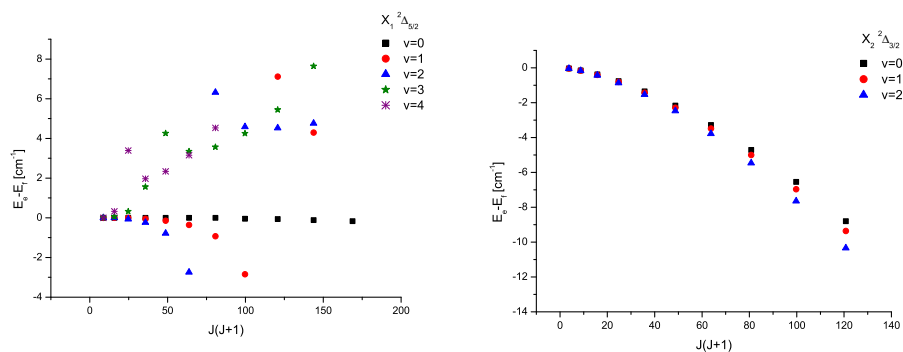 X₁ ²Δ₅/₂
v=0
v=1
v=2
v=3
v=4
Eₑ-E_f [cm⁻¹]
8
6
4
2
0
-2
-4
0
50
100
150
200
J(J+1)
X₂ ²Δ₃/₂
v=0
v=1
v=2
Eₑ-E_f [cm⁻¹]
0
-2
-4
-6
-8
-10
-12
-14
0
20
40
60
80
100
120
140
J(J+1)